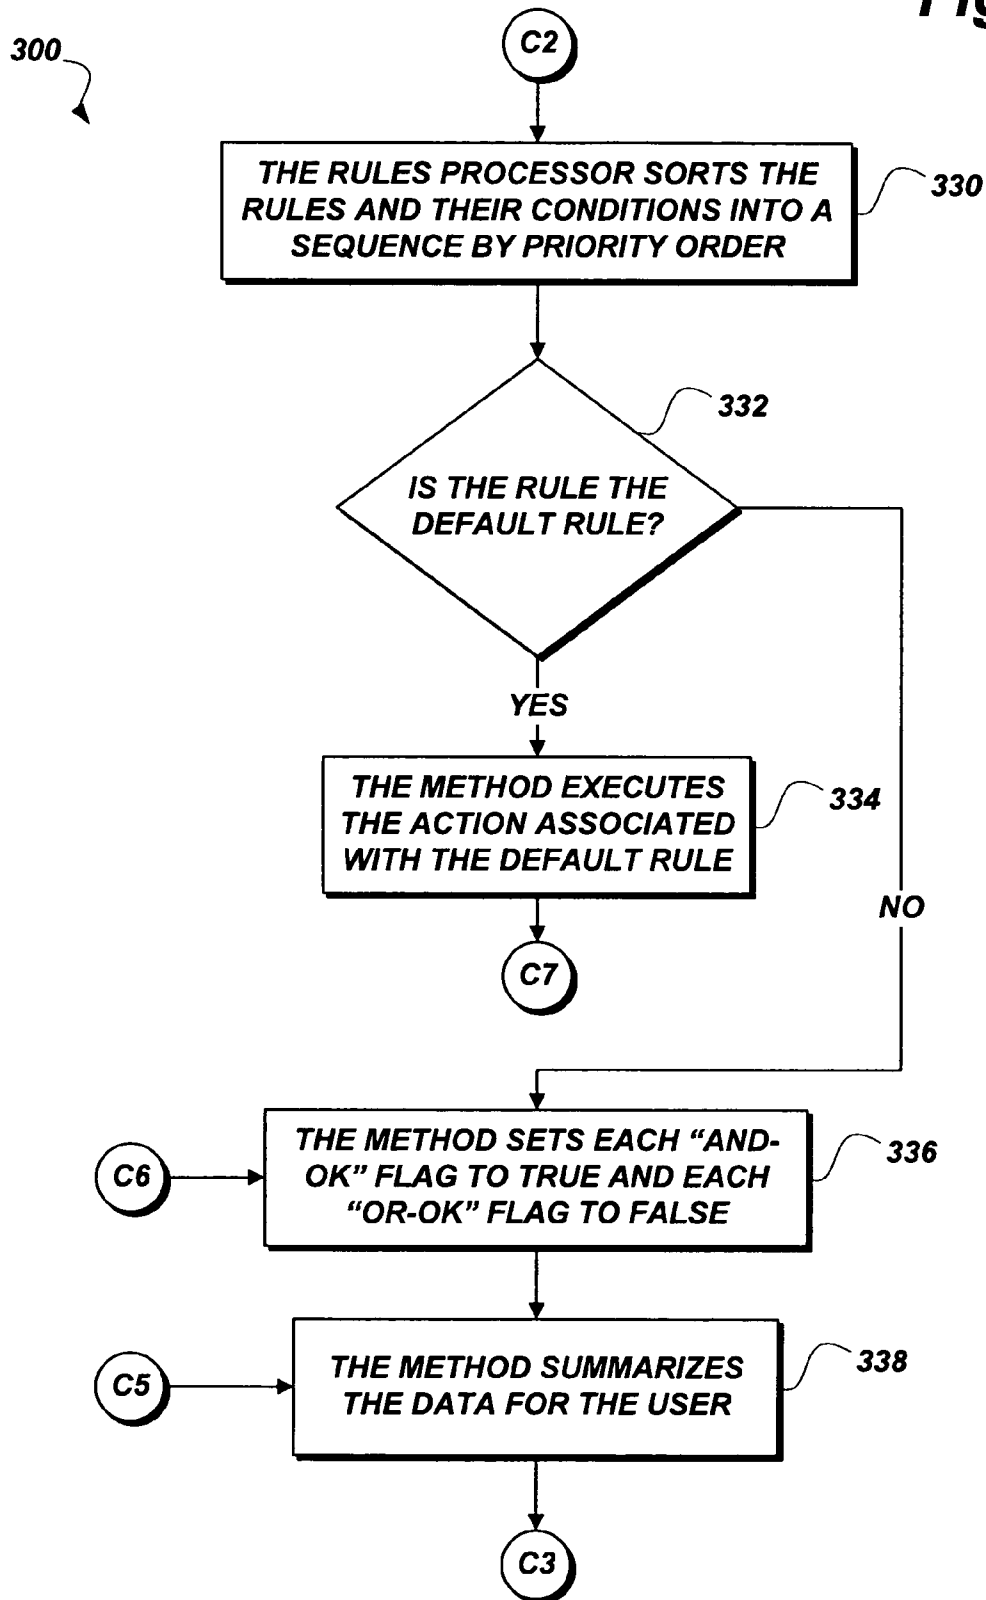 Fig
300
C2
THE RULES PROCESSOR SORTS THE
RULES AND THEIR CONDITIONS INTO A
SEQUENCE BY PRIORITY ORDER
330
332
IS THE RULE THE
DEFAULT RULE?
YES
THE METHOD EXECUTES
THE ACTION ASSOCIATED
WITH THE DEFAULT RULE
334
NO
C7
C6
THE METHOD SETS EACH “AND-
OK” FLAG TO TRUE AND EACH
“OR-OK” FLAG TO FALSE
336
C5
THE METHOD SUMMARIZES
THE DATA FOR THE USER
338
C3